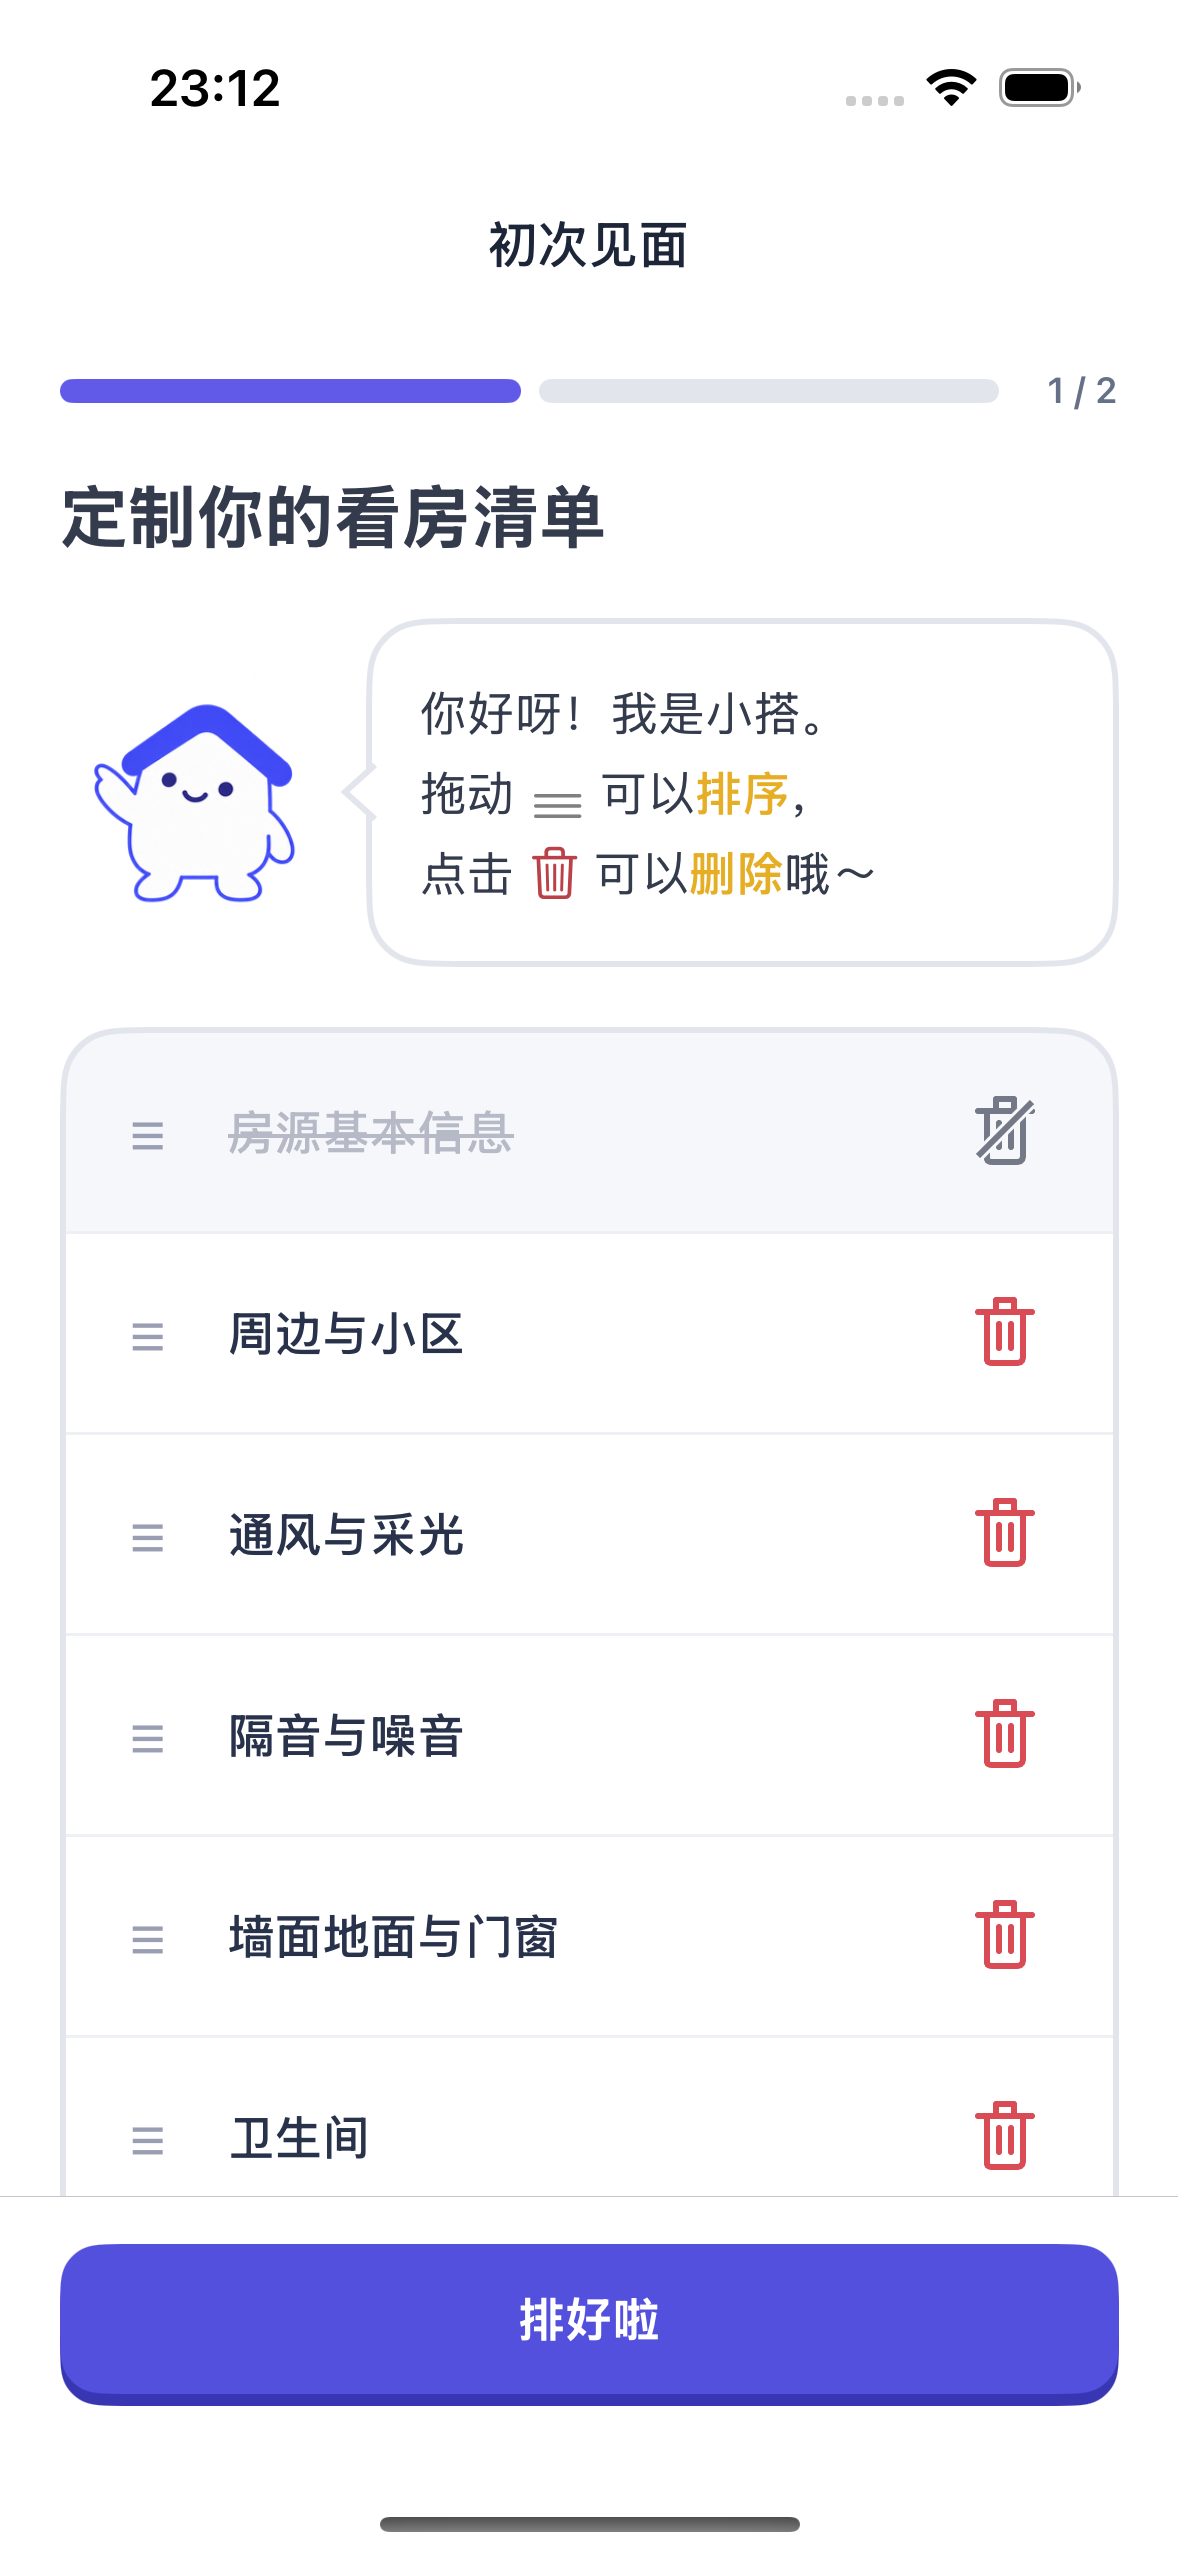 23:12
初次见面
1 / 2
定制你的看房清单
你好呀！我是小搭。
拖动 可以排序，
点击 可以删除哦～
房源基本信息
周边与小区
通风与采光
隔音与噪音
墙面地面与门窗
卫生间
排好啦